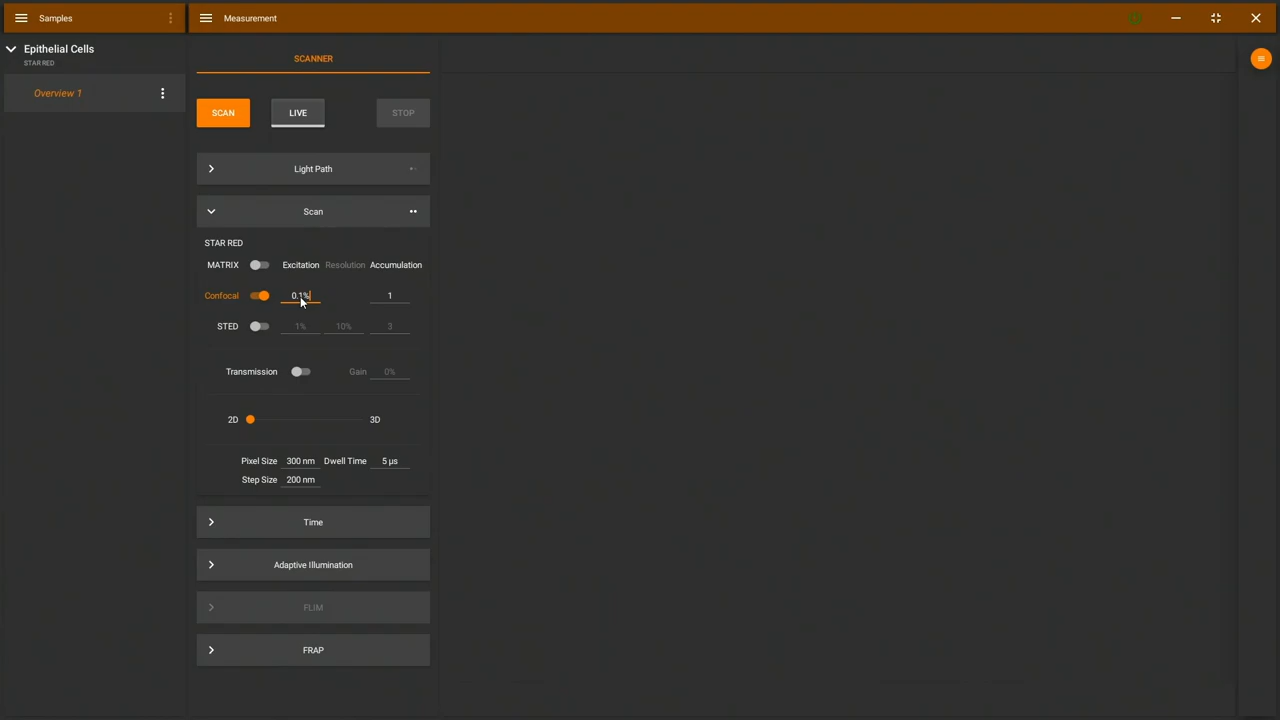 Samples
Measurement
Epithelial Cells
STAR RED
Overview 1
SCANNER
SCAN LIVE STOP
Light Path
Scan
STAR RED
MATRIX Excitation Resolution Accumulation
Confocal 0.1% 1
STED 1% 10% 3
Transmission Gain 0%
2D 3D
Pixel Size 300 nm Dwell Time 5 µs
Step Size 200 nm
Time
Adaptive Illumination
FLIM
FRAP